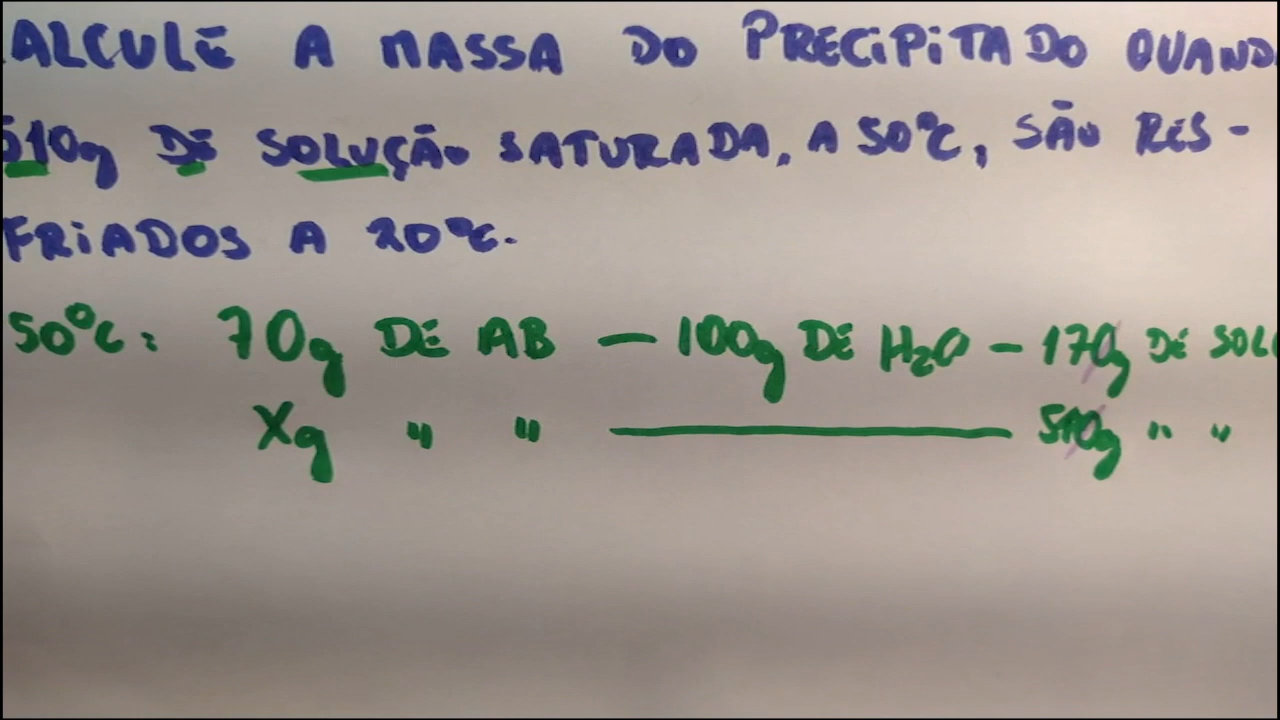 ALCULE A MASSA DO PRECIPITADO QUAND
510g DE SOLUÇÃO SATURADA, A 50°C, SÃO RES-
FRIADOS A 20°C.
50°C: 70g DE AB — 100g DE H₂O — 170g DE SOL
Xg " " ———— 510g " "